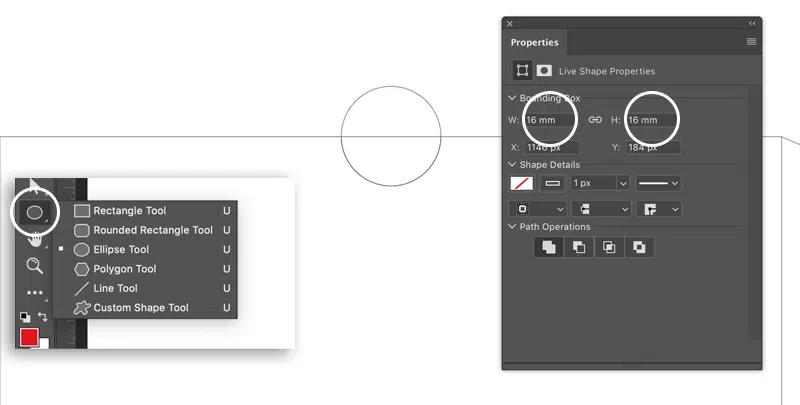 Properties
Live Shape Properties
Bounding Box
W: 16 mm H: 16 mm
X: 1146 px Y: 184 px
Shape Details
1 px
Path Operations
Rectangle Tool U
Rounded Rectangle Tool U
Ellipse Tool U
Polygon Tool U
Line Tool U
Custom Shape Tool U